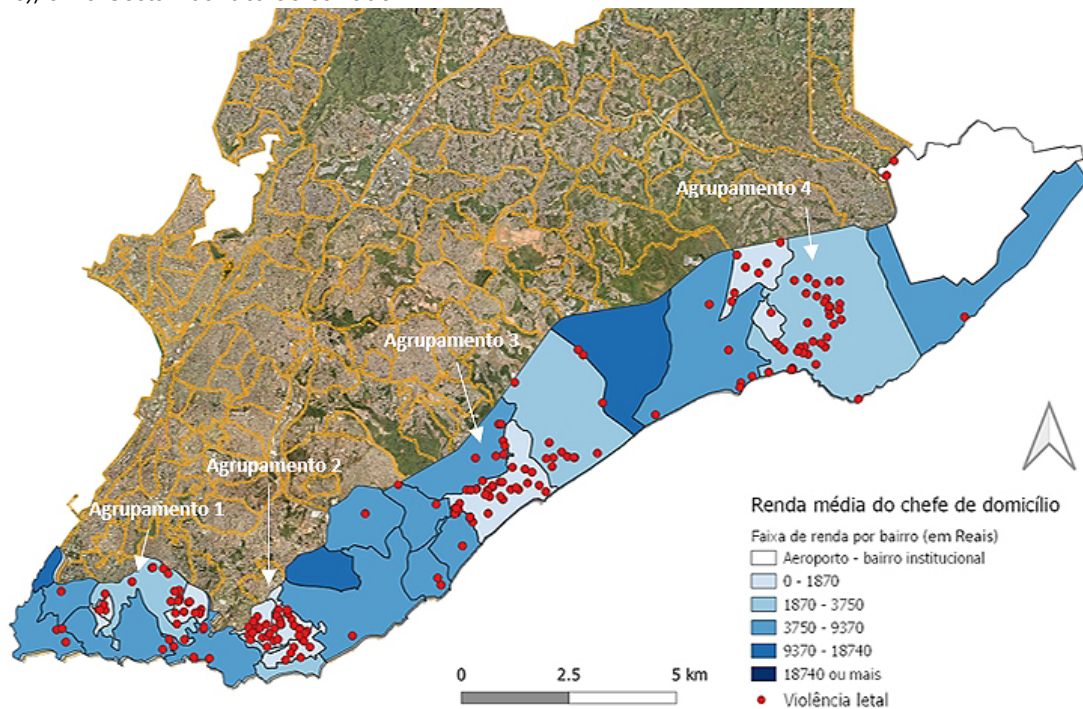 Agrupamento 4
Agrupamento 3
Agrupamento 2
Agrupamento 1
Renda média do chefe de domicílio
Faixa de renda por bairro (em Reais)
Aeroporto - bairro institucional
0 - 1870
1870 - 3750
3750 - 9370
9370 - 18740
18740 ou mais
Violência letal
0 2.5 5 km